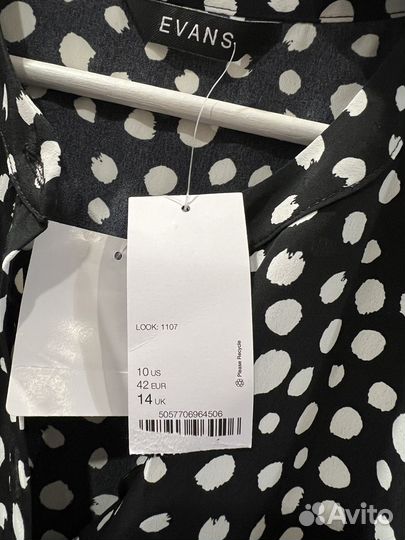 EVANS
LOOK: 1107
10 US
42 EUR
14 UK
Please Recycle
5057706964506
Avito